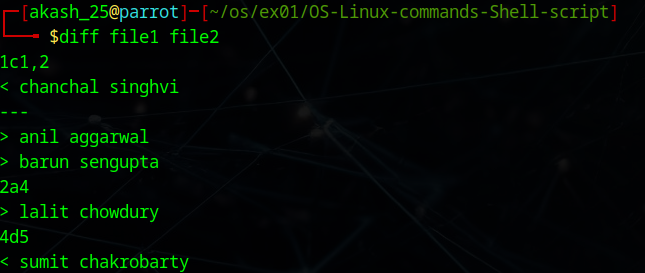 ┌─[akash_25@parrot]─[~/os/ex01/OS-Linux-commands-Shell-script]
└──╼ $diff file1 file2
1c1,2
< chanchal singhvi
---
> anil aggarwal
> barun sengupta
2a4
> lalit chowdury
4d5
< sumit chakrobarty